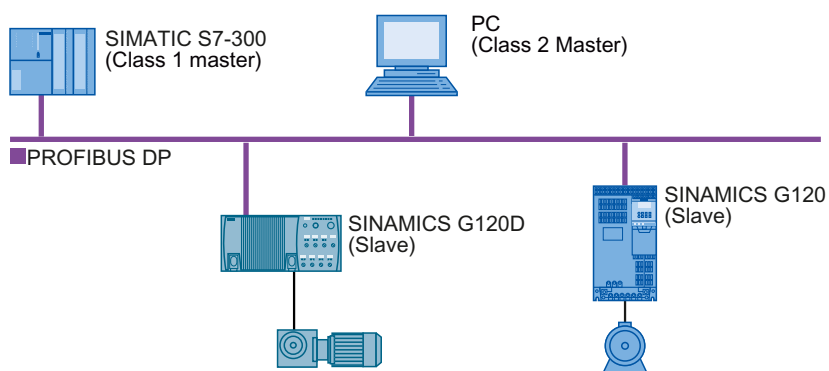 SIMATIC S7-300
(Class 1 master)
PC
(Class 2 Master)
PROFIBUS DP
SINAMICS G120D
(Slave)
SINAMICS G120
(Slave)